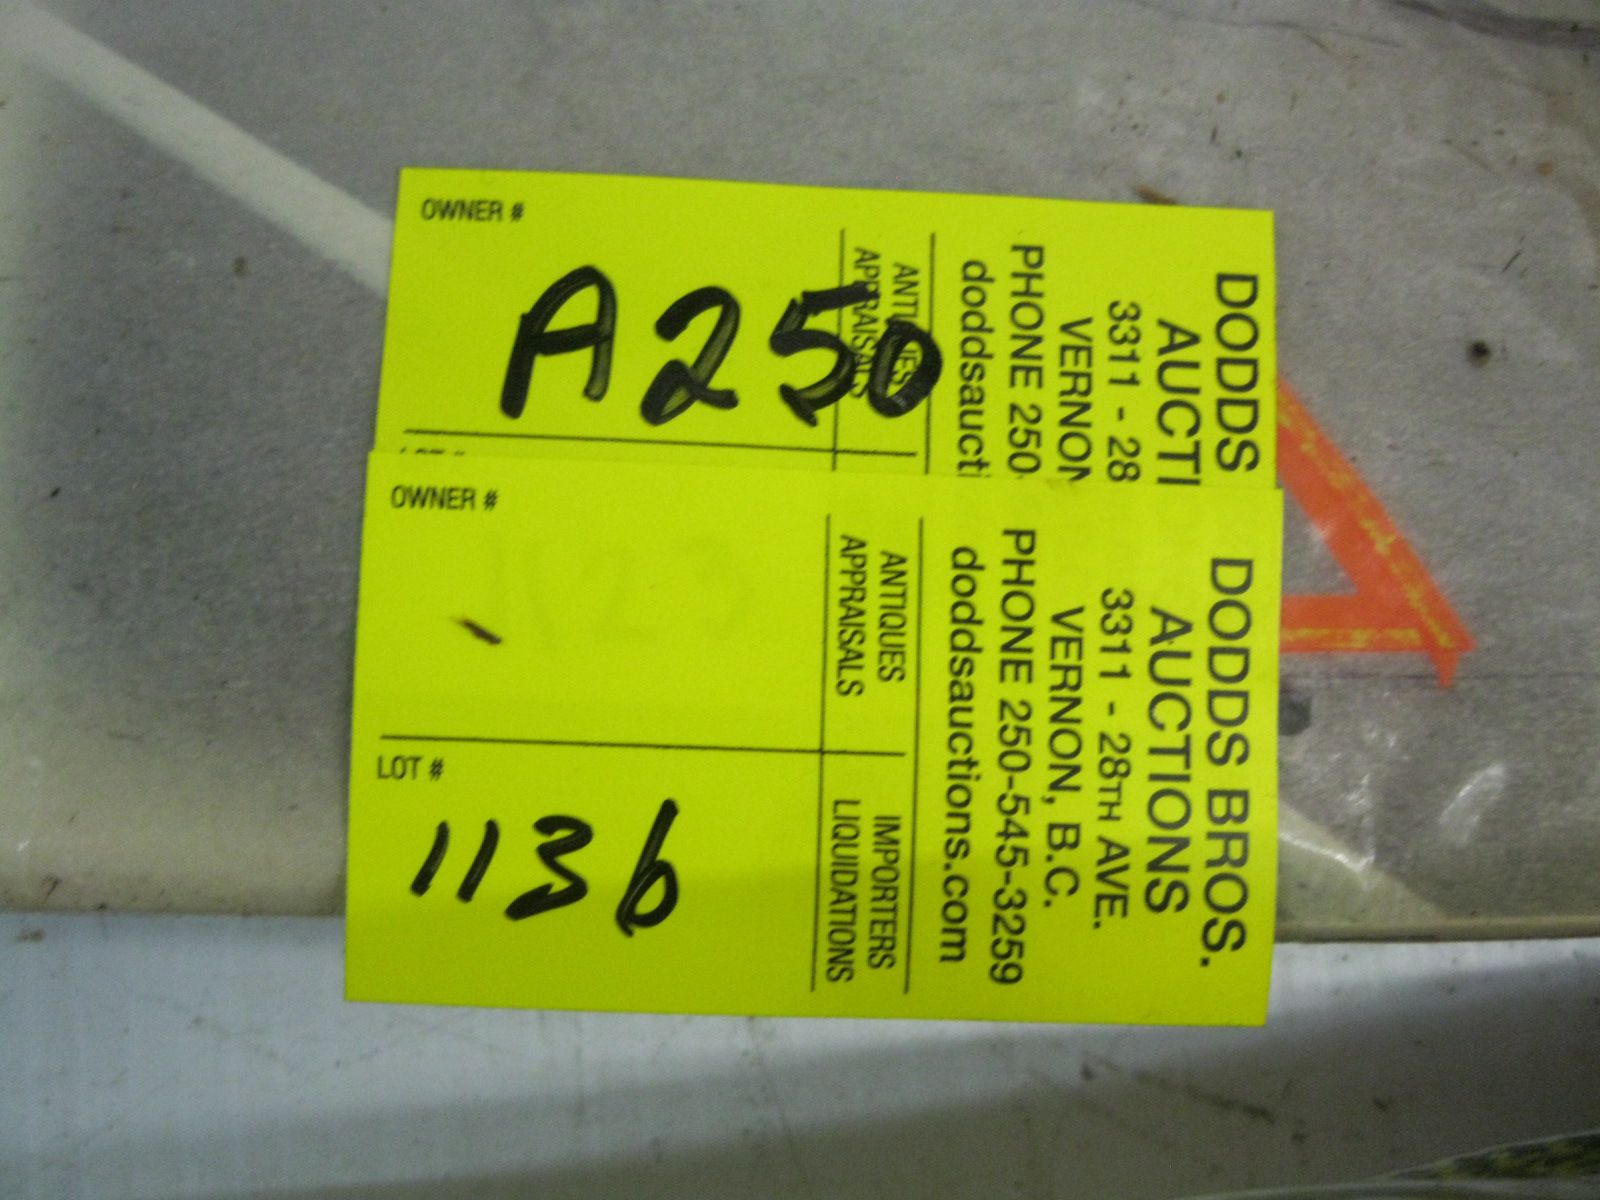 OWNER #
A250
ANTIQUES
APPRAISALS
DODDS
AUCTI
3311 - 28
VERNON
PHONE 250-
doddsaucti
OWNER #
LOT #
1136
ANTIQUES
APPRAISALS
IMPORTERS
LIQUIDATIONS
DODDS BROS.
AUCTIONS
3311 - 28TH AVE.
VERNON, B.C.
PHONE 250-545-3259
doddsauctions.com